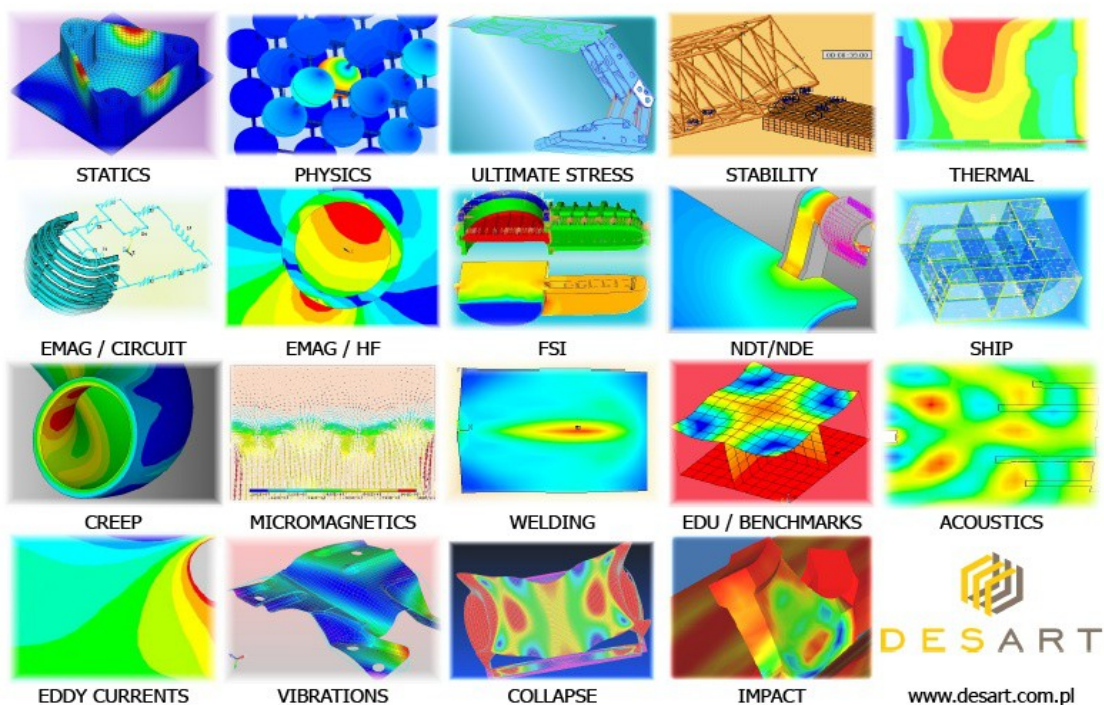 STATICS
PHYSICS
ULTIMATE STRESS
STABILITY
THERMAL
EMAG / CIRCUIT
EMAG / HF
FSI
NDT/NDE
SHIP
CREEP
MICROMAGNETICS
WELDING
EDU / BENCHMARKS
ACOUSTICS
DESART
EDDY CURRENTS
VIBRATIONS
COLLAPSE
IMPACT
www.desart.com.pl